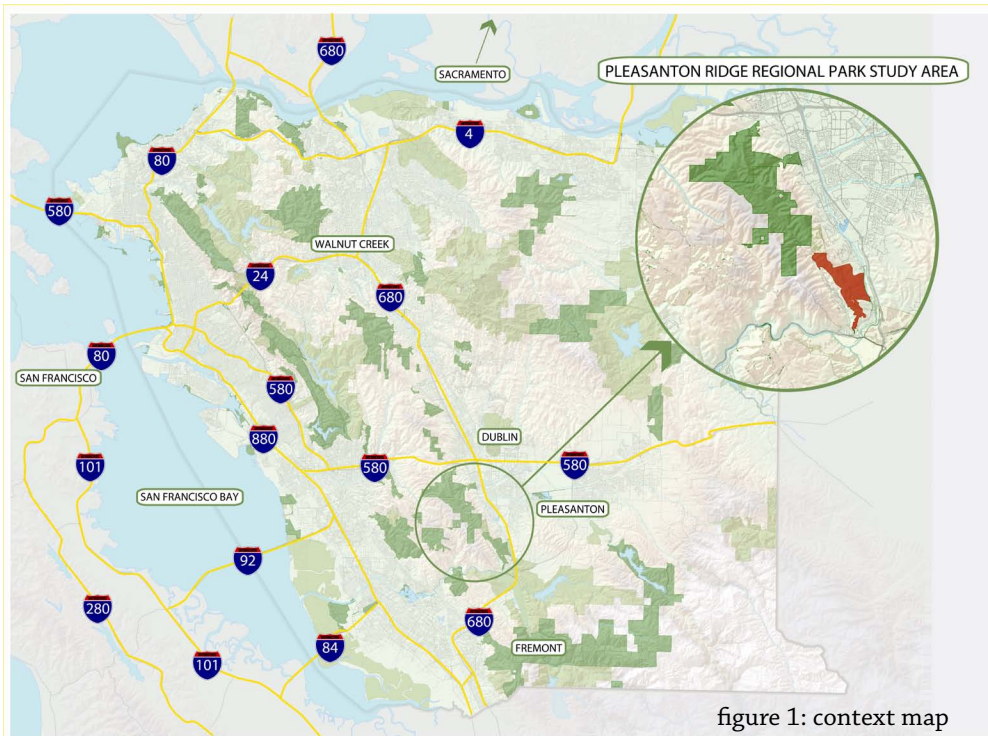 680
SACRAMENTO
PLEASANTON RIDGE REGIONAL PARK STUDY AREA
4
80
580
WALNUT CREEK
24
680
80
SAN FRANCISCO
580
880
DUBLIN
101
580
580
SAN FRANCISCO BAY
PLEASANTON
92
280
680
84
FREMONT
101
figure 1: context map